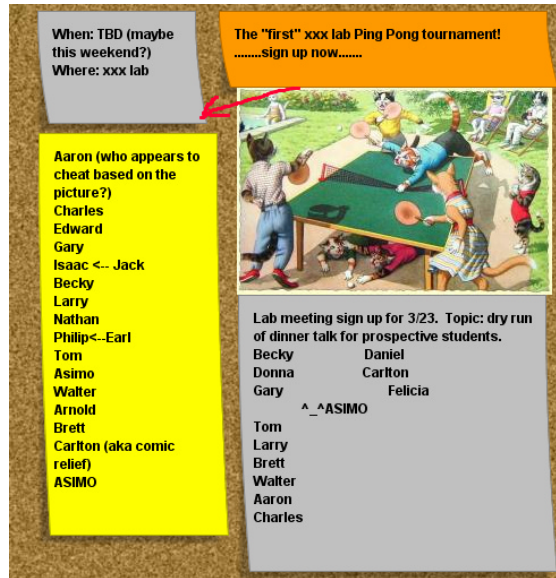 When: TBD (maybe
this weekend?)
Where: xxx lab
The "first" xxx lab Ping Pong tournament!
........sign up now.......
Aaron (who appears to
cheat based on the
picture?)
Charles
Edward
Gary
Isaac <-- Jack
Becky
Larry
Nathan
Philip<--Earl
Tom
Asimo
Walter
Arnold
Brett
Carlton (aka comic
relief)
ASIMO
Lab meeting sign up for 3/23.  Topic: dry run
of dinner talk for prospective students.
Becky Daniel
Donna Carlton
Gary Felicia
^_^ASIMO
Tom
Larry
Brett
Walter
Aaron
Charles